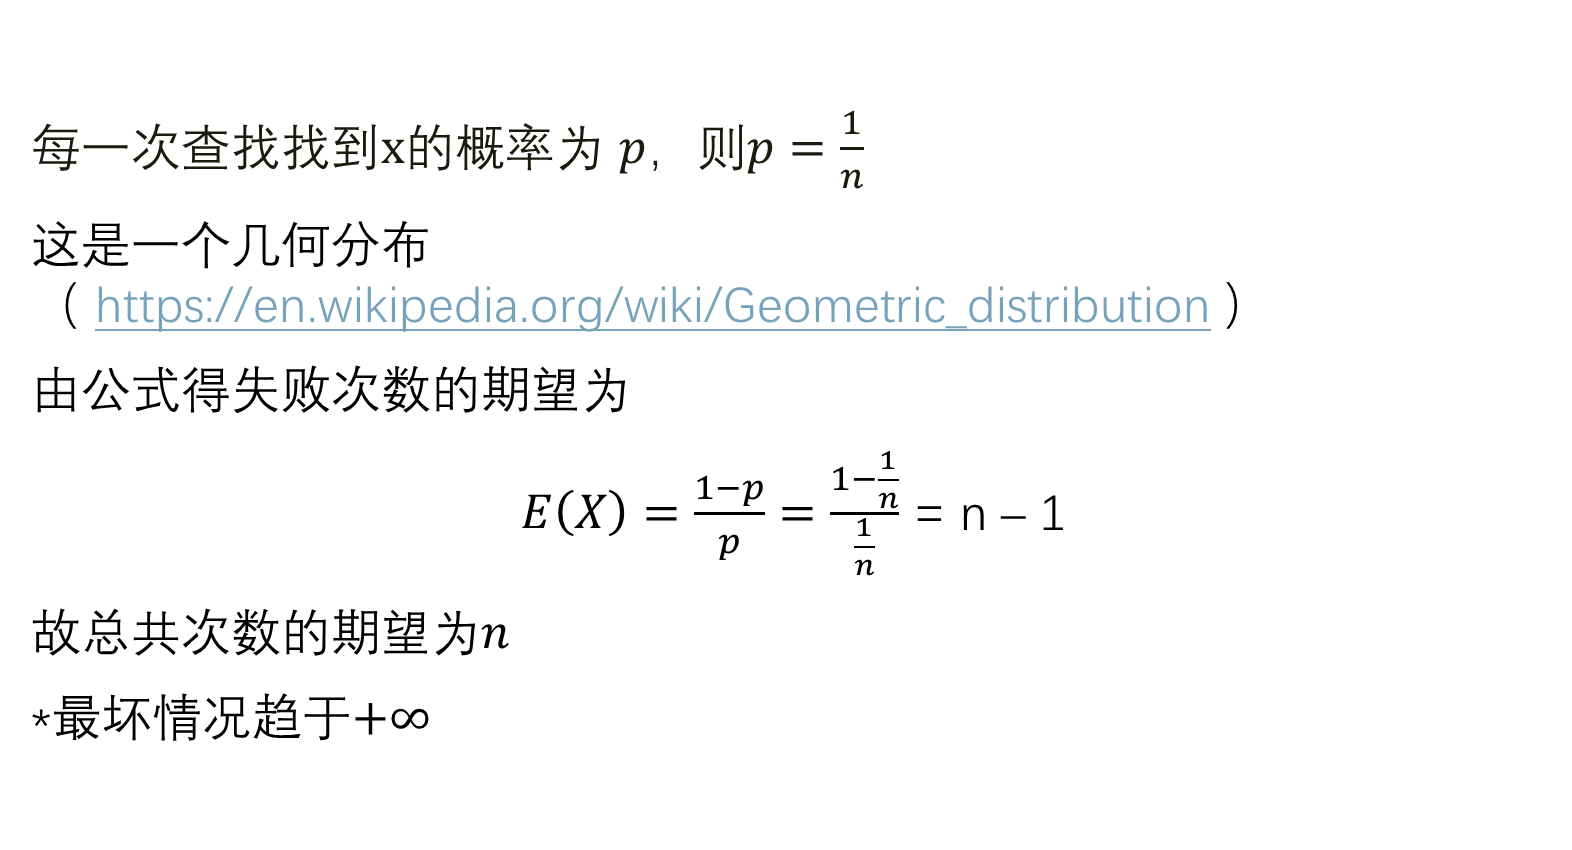 每一次查找找到x的概率为 p，则p = 1/n
这是一个几何分布
（ https://en.wikipedia.org/wiki/Geometric_distribution ）
由公式得失败次数的期望为
E(X) = (1−p)/p = (1−1/n)/(1/n) = n – 1
故总共次数的期望为n
*最坏情况趋于+∞